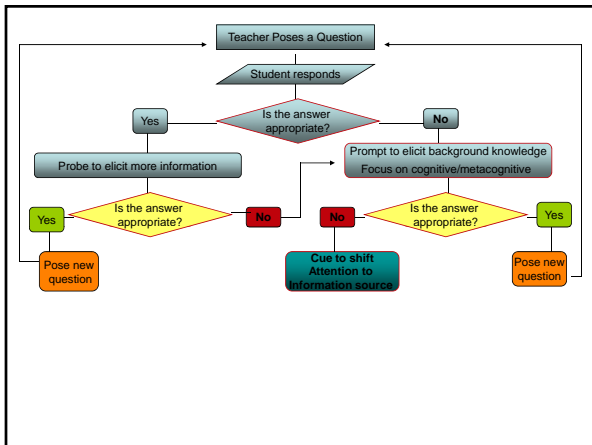 Teacher Poses a Question
Student responds
Is the answer
appropriate?
Yes
No
Probe to elicit more information
Prompt to elicit background knowledge
Focus on cognitive/metacognitive
Is the answer
appropriate?
Yes
No
Pose new
question
Is the answer
appropriate?
No
Yes
Cue to shift
Attention to
Information source
Pose new
question